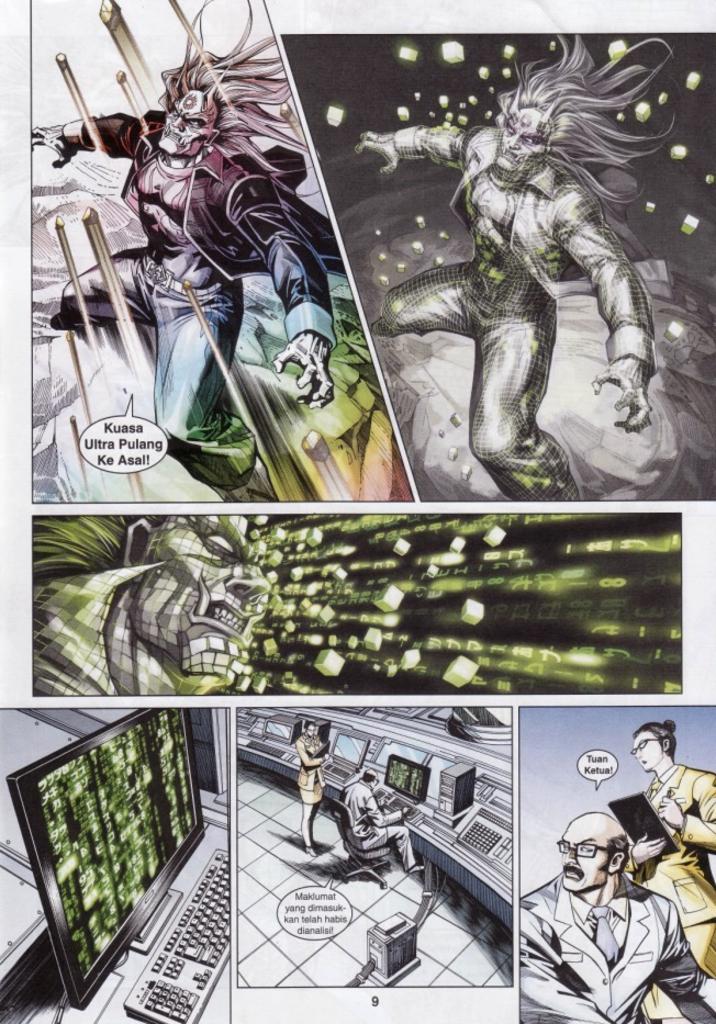 Kuasa
Ultra Pulang
Ke Asal!
Maklumat
yang dimasuk-
kan telah habis
dianalisi!
Tuan
Ketua!
9